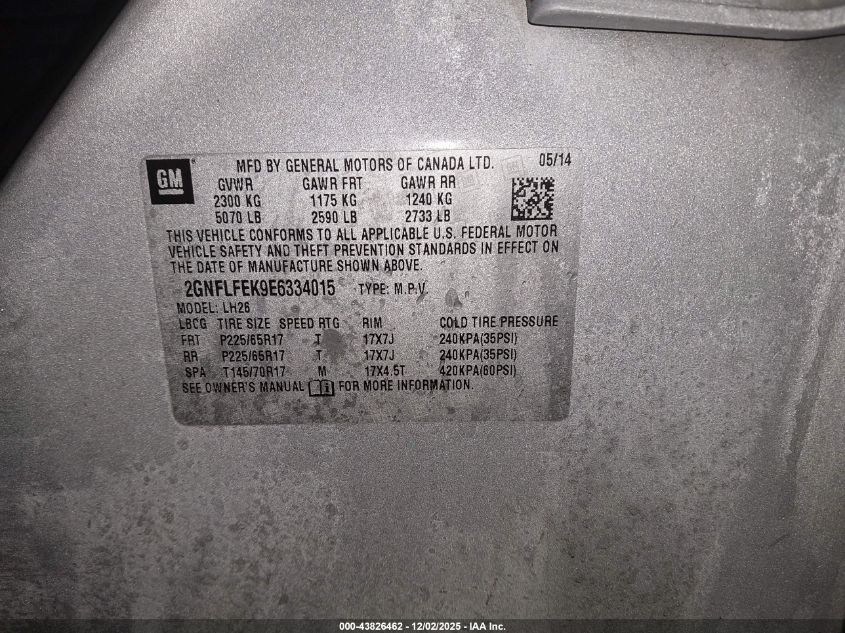 GM
MFD BY GENERAL MOTORS OF CANADA LTD. 05/14
GVWR GAWR FRT GAWR RR
2300 KG 1175 KG 1240 KG
5070 LB 2590 LB 2733 LB
THIS VEHICLE CONFORMS TO ALL APPLICABLE U.S. FEDERAL MOTOR
VEHICLE SAFETY AND THEFT PREVENTION STANDARDS IN EFFECT ON
THE DATE OF MANUFACTURE SHOWN ABOVE.
2GNFLFEK9E6334015 TYPE: M.P.V.
MODEL: LH26
LBCG TIRE SIZE SPEED RTG RIM COLD TIRE PRESSURE
FRT P225/65R17 T 17X7J 240KPA(35PSI)
RR P225/65R17 T 17X7J 240KPA(35PSI)
SPA T145/70R17 M 17X4.5T 420KPA(60PSI)
SEE OWNER'S MANUAL FOR MORE INFORMATION.
000-43826462 - 12/02/2025 - IAA Inc.